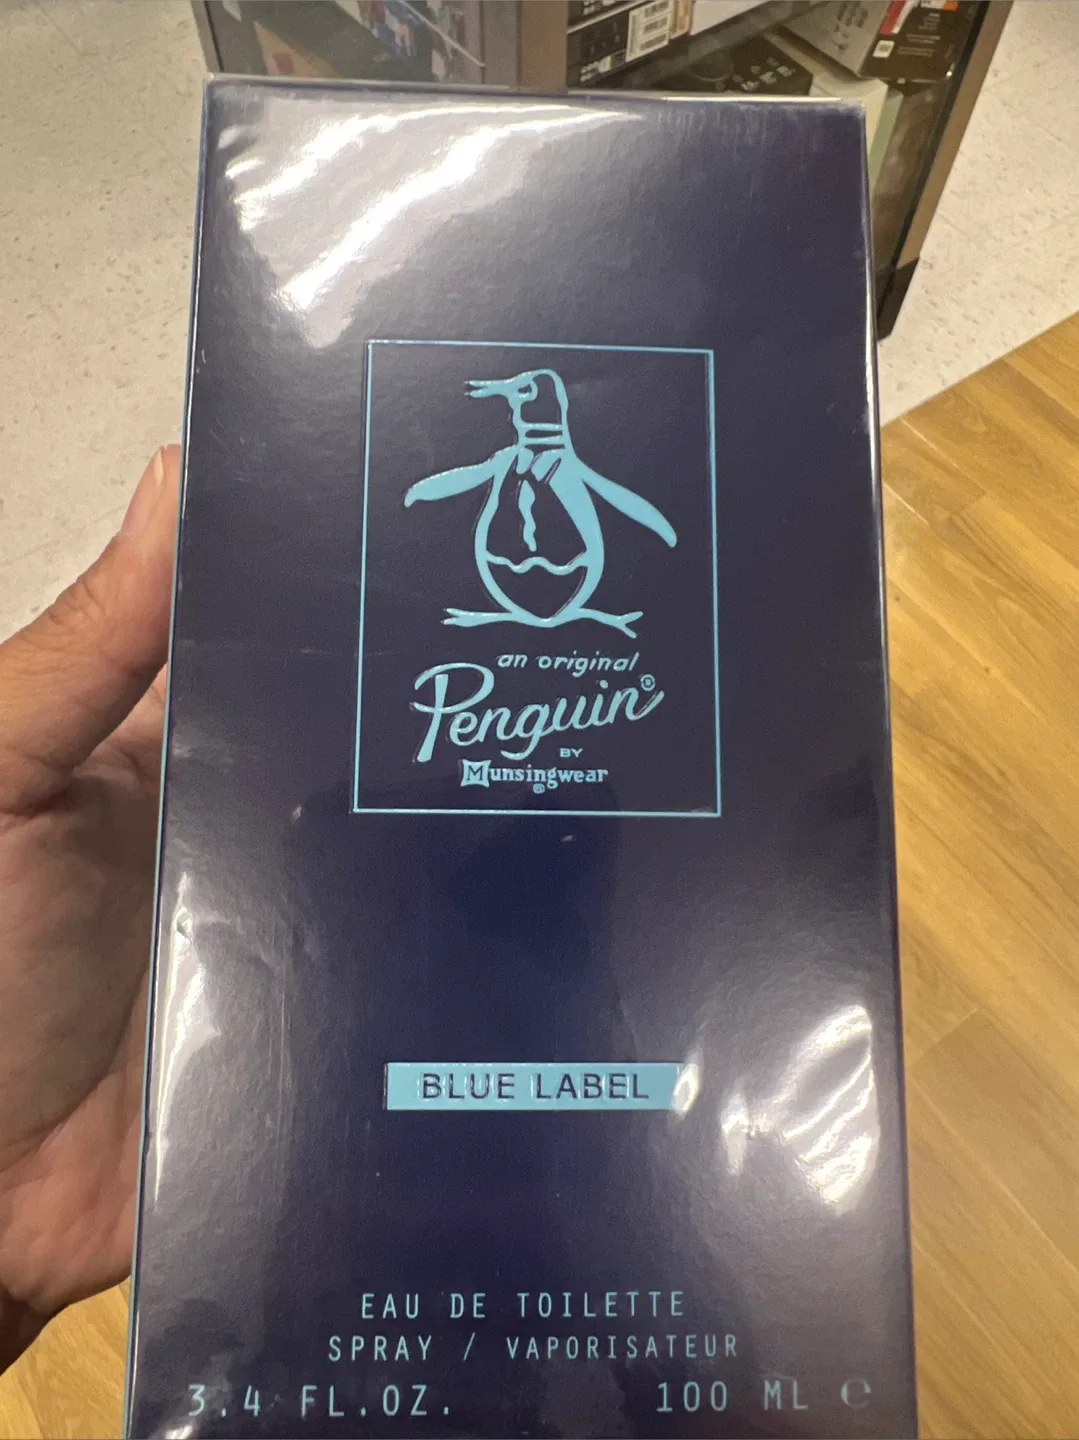 an original
Penguin®
BY
Munsingwear
®
BLUE LABEL
EAU DE TOILETTE
SPRAY / VAPORISATEUR
3.4 FL.OZ. 100 ML ℮